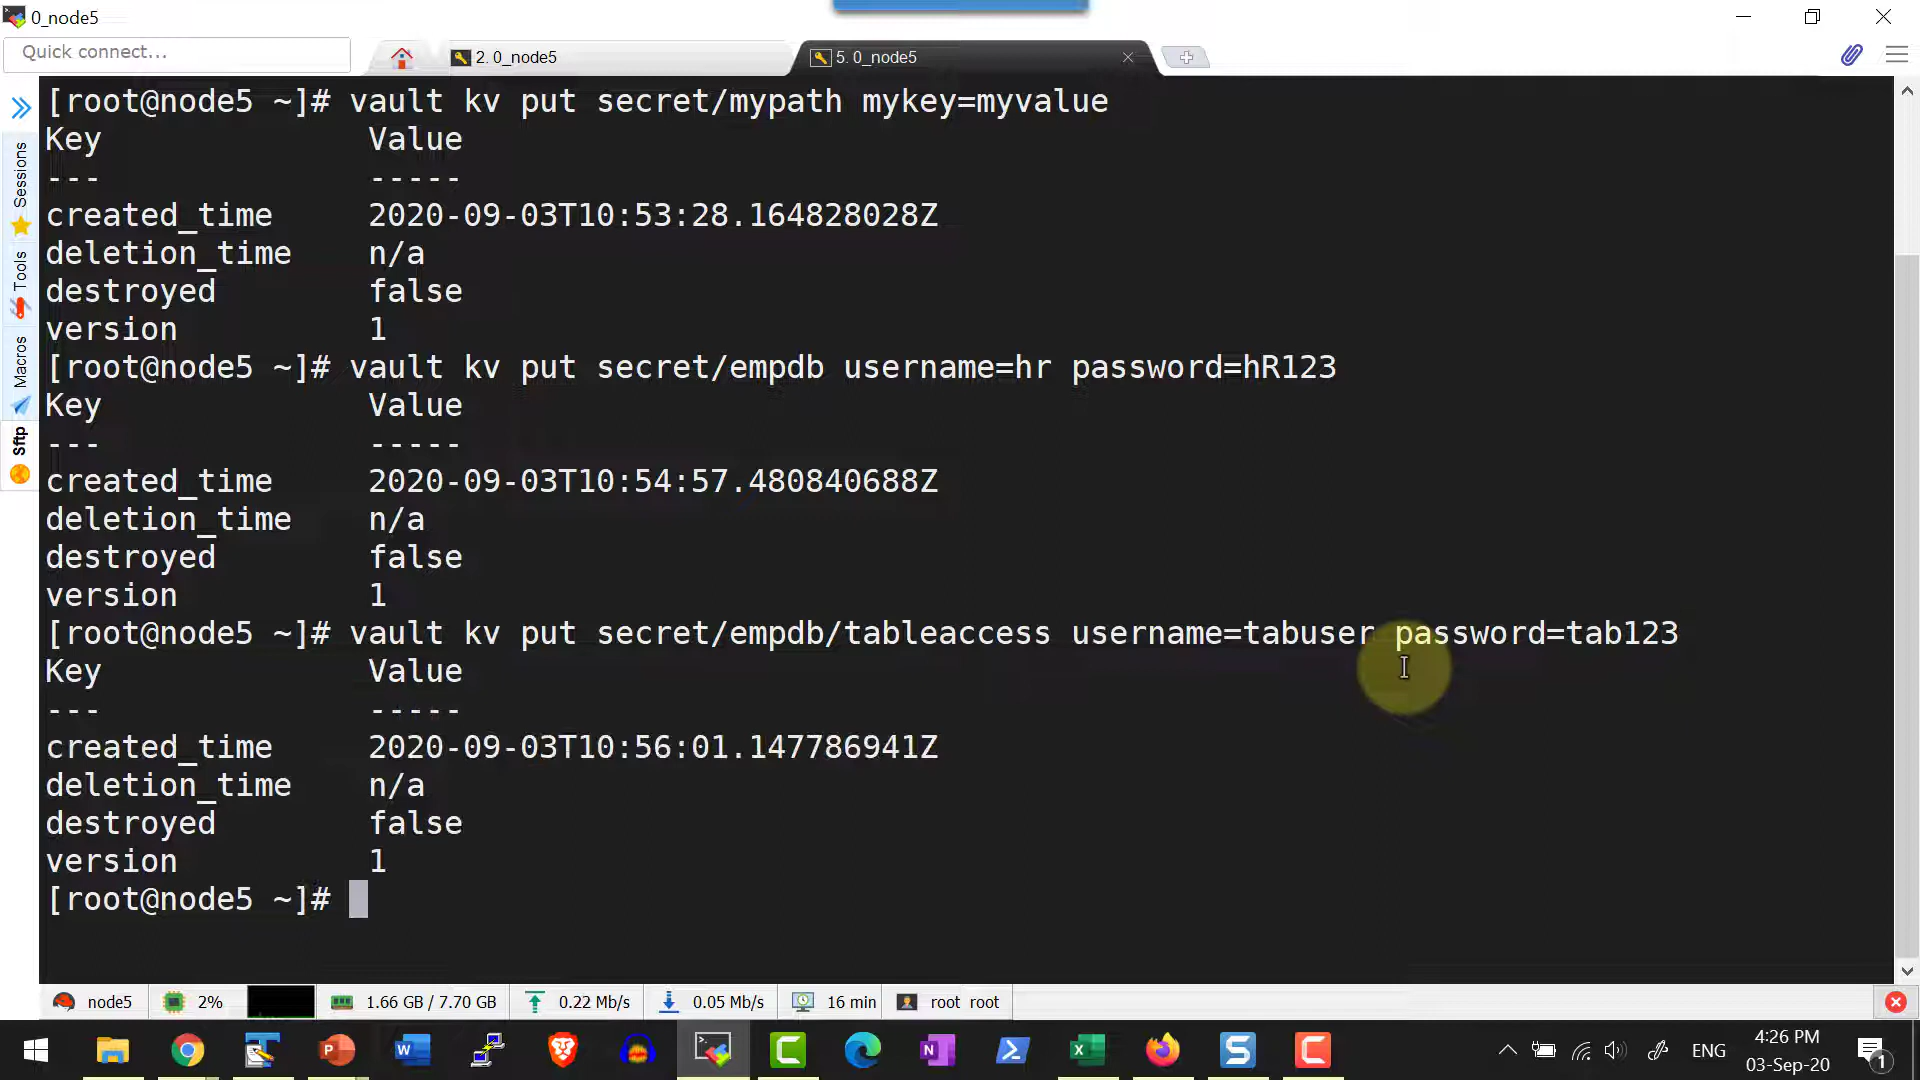 0_node5
Quick connect...
2. 0_node5
5. 0_node5
Sessions
Tools
Macros
Sftp
[root@node5 ~]# vault kv put secret/mypath mykey=myvalue
Key Value
--- -----
created_time 2020-09-03T10:53:28.164828028Z
deletion_time n/a
destroyed false
version 1
[root@node5 ~]# vault kv put secret/empdb username=hr password=hR123
Key Value
--- -----
created_time 2020-09-03T10:54:57.480840688Z
deletion_time n/a
destroyed false
version 1
[root@node5 ~]# vault kv put secret/empdb/tableaccess username=tabuser password=tab123
Key Value
--- -----
created_time 2020-09-03T10:56:01.147786941Z
deletion_time n/a
destroyed false
version 1
[root@node5 ~]#
node5 2% 1.66 GB / 7.70 GB 0.22 Mb/s 0.05 Mb/s 16 min root root
ENG
4:26 PM
03-Sep-20
1